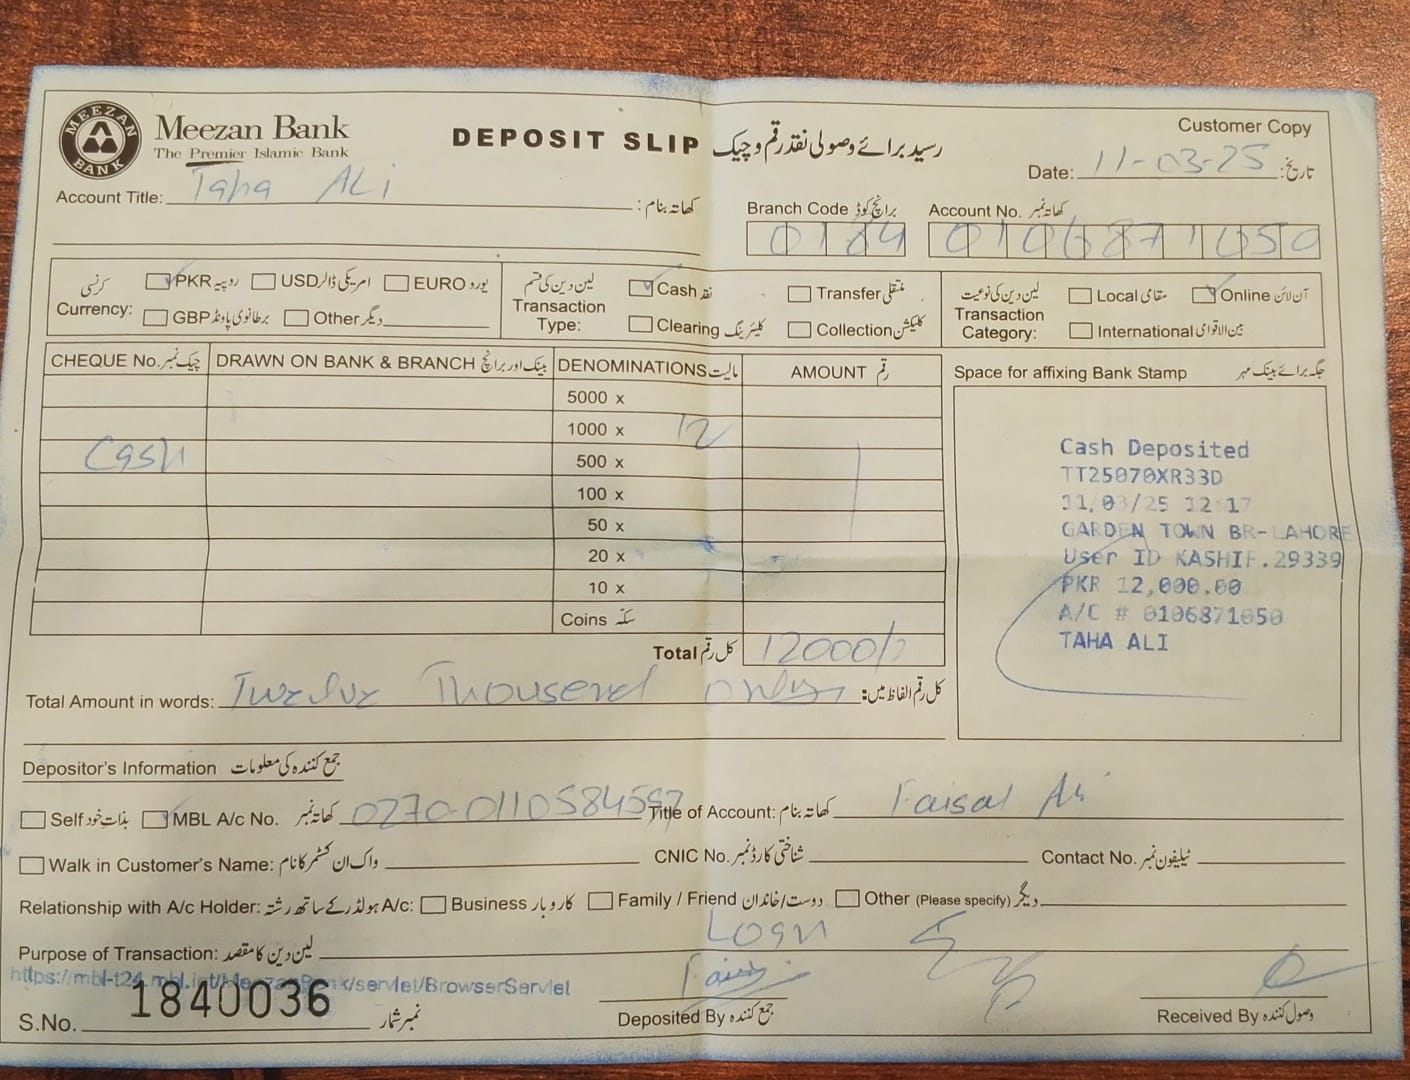 MEEZAN BANK
Meezan Bank
The Premier Islamic Bank
DEPOSIT SLIP رسید برائے وصولی نقد رقم و چیک
Customer Copy
Date: 11-03-25 تاریخ:
Account Title: Taha ALi کھاتہ بنام:
Branch Code برانچ کوڈ Account No. کھاتہ نمبر
0184 0106871050
کرنسی Currency: PKR روپیہ USD امریکی ڈالر EURO یورو
GBP برطانوی پاونڈ Other دیگر
لین دین کی قسم Transaction Type: Cash نقد Transfer منتقلی
Clearing کلیئرنگ Collection کلیکشن
لین دین کی نوعیت Transaction Category: Local مقامی Online آن لائن
International بین الاقوامی
CHEQUE No. چیک نمبر DRAWN ON BANK & BRANCH بینک اور برانچ DENOMINATIONS مالیت AMOUNT رقم
5000 x
1000 x 12
Cash 500 x
100 x
50 x
20 x
10 x
Coins سکہ
Total کل رقم 12000/
Space for affixing Bank Stamp جگہ برائے بینک مہر
Cash Deposited
TT25070XR33D
11/03/25 12:17
GARDEN TOWN BR-LAHORE
User ID KASHIF.29339
PKR 12,000.00
A/C # 0106871050
TAHA ALI
Total Amount in words: Twelve Thousend only کل رقم الفاظ میں:
Depositor's Information جمع کنندہ کی معلومات
Self بذات خود MBL A/c No. کھاتہ نمبر 0270-0110584597 Title of Account: کھاتہ بنام Faisal Ali
Walk in Customer's Name: واک ان کسٹمر کا نام CNIC No. شناختی کارڈ نمبر Contact No. ٹیلیفون نمبر
Relationship with A/c Holder: اکاونٹ ہولڈر کے ساتھ رشتہ A/c: Business کاروبار Family / Friend دوست/خاندان Other (Please specify) دیگر
Purpose of Transaction: لین دین کا مقصد Loan
https://mbl-t24.mbl.int/MeezanBank/servlet/BrowserServlet
S.No. 1840036 نمبر شمار
Deposited By جمع کنندہ
Received By وصول کنندہ